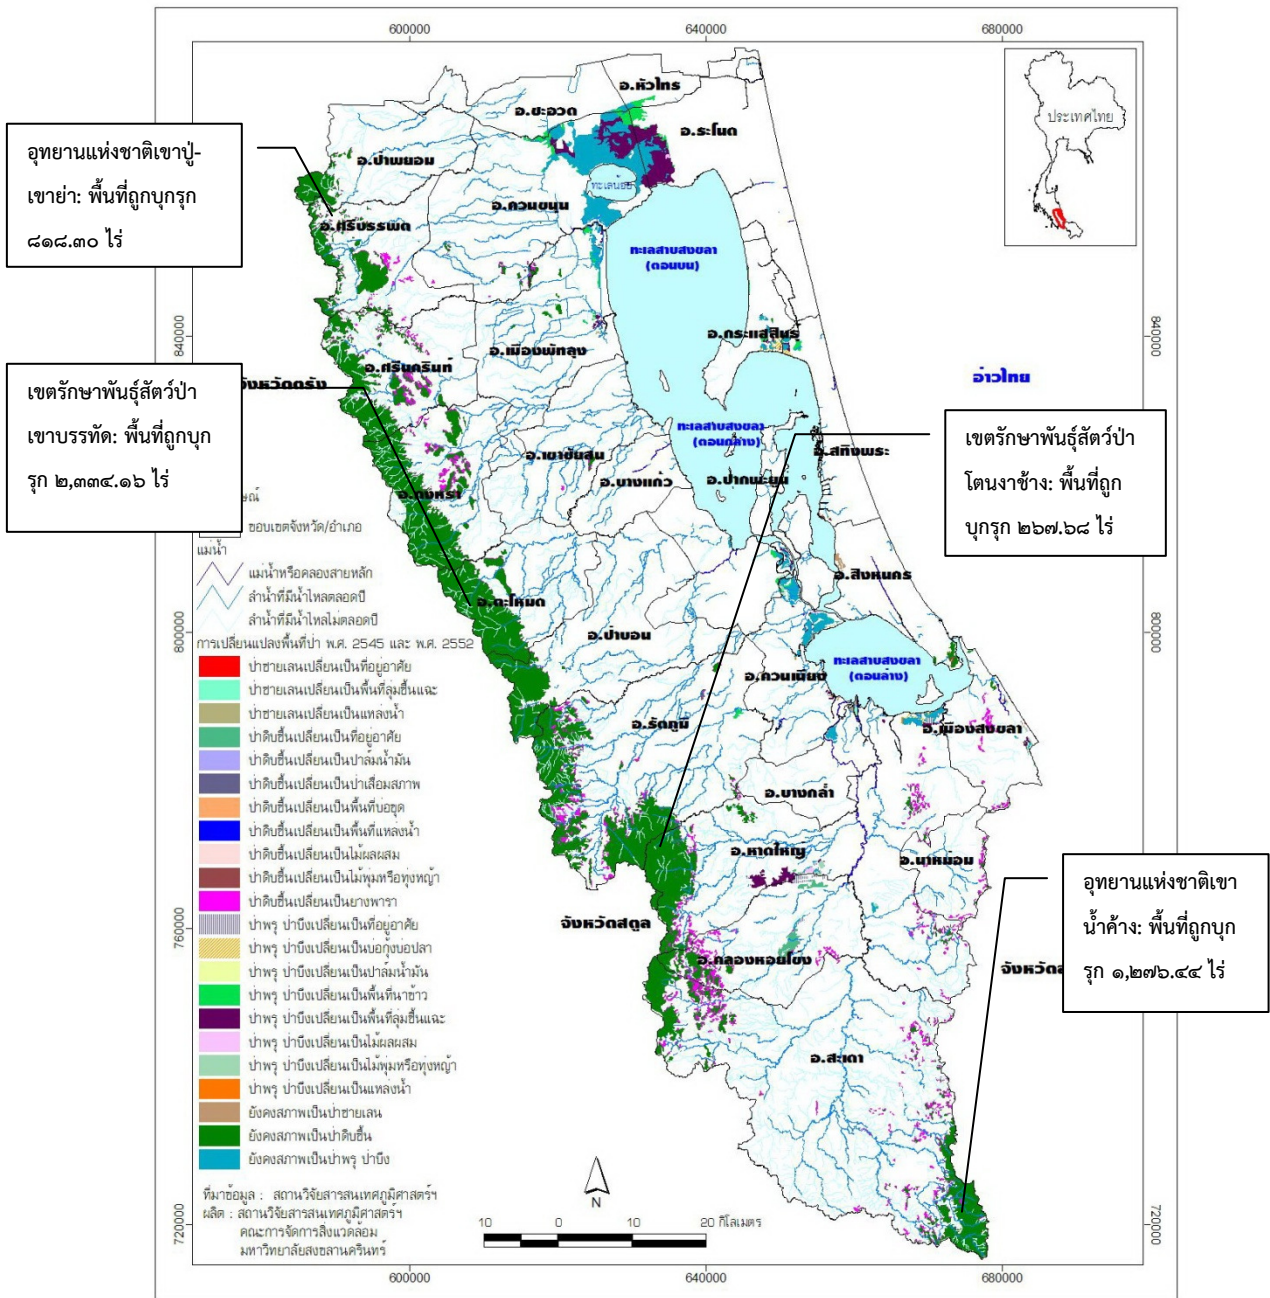 600000
640000
680000
ประเทศไทย
อ.หัวไทร
อ.ชะอวด
อ.ระโนด
อุทยานแห่งชาติเขาปู่-
เขาย่า: พื้นที่ถูกบุกรุก
๘๑๘.๓๐ ไร่
อ.ป่าพยอม
ทะเลน้อย
อ.ควนขนุน
อ.ศรีบรรพต
ทะเลสาบสงขลา
(ตอนบน)
840000
840000
อ.กระแสสินธุ์
อ.เมืองพัทลุง
อ.ศรีนครินทร์
จังหวัดตรัง
อ่าวไทย
เขตรักษาพันธุ์สัตว์ป่า
เขาบรรทัด: พื้นที่ถูกบุก
รุก ๒,๓๓๔.๑๖ ไร่
ทะเลสาบสงขลา
(ตอนกลาง)
อ.สทิงพระ
เขตรักษาพันธุ์สัตว์ป่า
โตนงาช้าง: พื้นที่ถูก
บุกรุก ๒๖๗.๖๘ ไร่
อ.เขาชัยสน
อ.บางแก้ว
อ.ปากพะยูน
อ.กงหรา
ขอบเขตจังหวัด/อำเภอ
แม่น้ำ
แม่น้ำหรือคลองสายหลัก
ลำน้ำที่มีน้ำไหลตลอดปี
ลำน้ำที่มีน้ำไหลไม่ตลอดปี
อ.สิงหนคร
อ.ตะโหมด
อ.ป่าบอน
800000
800000
การเปลี่ยนแปลงพื้นที่ป่า พ.ศ. 2545 และ พ.ศ. 2552
ป่าชายเลนเปลี่ยนเป็นที่อยู่อาศัย
ป่าชายเลนเปลี่ยนเป็นพื้นที่ลุ่มชื้นแฉะ
ป่าชายเลนเปลี่ยนเป็นแหล่งน้ำ
ป่าดิบชื้นเปลี่ยนเป็นที่อยู่อาศัย
ป่าดิบชื้นเปลี่ยนเป็นปาล์มน้ำมัน
ป่าดิบชื้นเปลี่ยนเป็นป่าเสื่อมสภาพ
ป่าดิบชื้นเปลี่ยนเป็นพื้นที่บ่อขุด
ป่าดิบชื้นเปลี่ยนเป็นพื้นที่แหล่งน้ำ
ป่าดิบชื้นเปลี่ยนเป็นไม้ผลผสม
ป่าดิบชื้นเปลี่ยนเป็นไม้พุ่มหรือทุ่งหญ้า
ป่าดิบชื้นเปลี่ยนเป็นยางพารา
ป่าพรุ ป่าบึงเปลี่ยนเป็นที่อยู่อาศัย
ป่าพรุ ป่าบึงเปลี่ยนเป็นบ่อกุ้งบ่อปลา
ป่าพรุ ป่าบึงเปลี่ยนเป็นปาล์มน้ำมัน
ป่าพรุ ป่าบึงเปลี่ยนเป็นพื้นที่นาข้าว
ป่าพรุ ป่าบึงเปลี่ยนเป็นพื้นที่ลุ่มชื้นแฉะ
ป่าพรุ ป่าบึงเปลี่ยนเป็นไม้ผลผสม
ป่าพรุ ป่าบึงเปลี่ยนเป็นไม้พุ่มหรือทุ่งหญ้า
ป่าพรุ ป่าบึงเปลี่ยนเป็นแหล่งน้ำ
ยังคงสภาพเป็นป่าชายเลน
ยังคงสภาพเป็นป่าดิบชื้น
ยังคงสภาพเป็นป่าพรุ ป่าบึง
ทะเลสาบสงขลา
(ตอนล่าง)
อ.ควนเนียง
อ.รัตภูมิ
อ.เมืองสงขลา
อ.บางกล่ำ
อ.หาดใหญ่
อ.นาหม่อม
จังหวัดสตูล
760000
760000
อ.คลองหอยโข่ง
อุทยานแห่งชาติเขา
น้ำค้าง: พื้นที่ถูกบุก
รุก ๑,๒๗๖.๔๔ ไร่
อ.สะเดา
ที่มาข้อมูล : สถานวิจัยสารสนเทศภูมิศาสตร์ฯ
ผลิต : สถานวิจัยสารสนเทศภูมิศาสตร์ฯ
คณะการจัดการสิ่งแวดล้อม
มหาวิทยาลัยสงขลานครินทร์
N
10 0 10 20 กิโลเมตร
720000
720000
600000
640000
680000